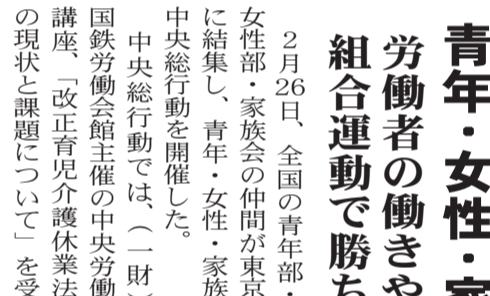 青年・女性・家
労働者の働きや
組合運動で勝ち
２月26日、全国の青年部・
女性部・家族会の仲間が東京
に結集し、青年・女性・家族
中央総行動を開催した。
中央総行動では、（一財）
国鉄労働会館主催の中央労働
講座、「改正育児介護休業法
の現状と課題について」を受